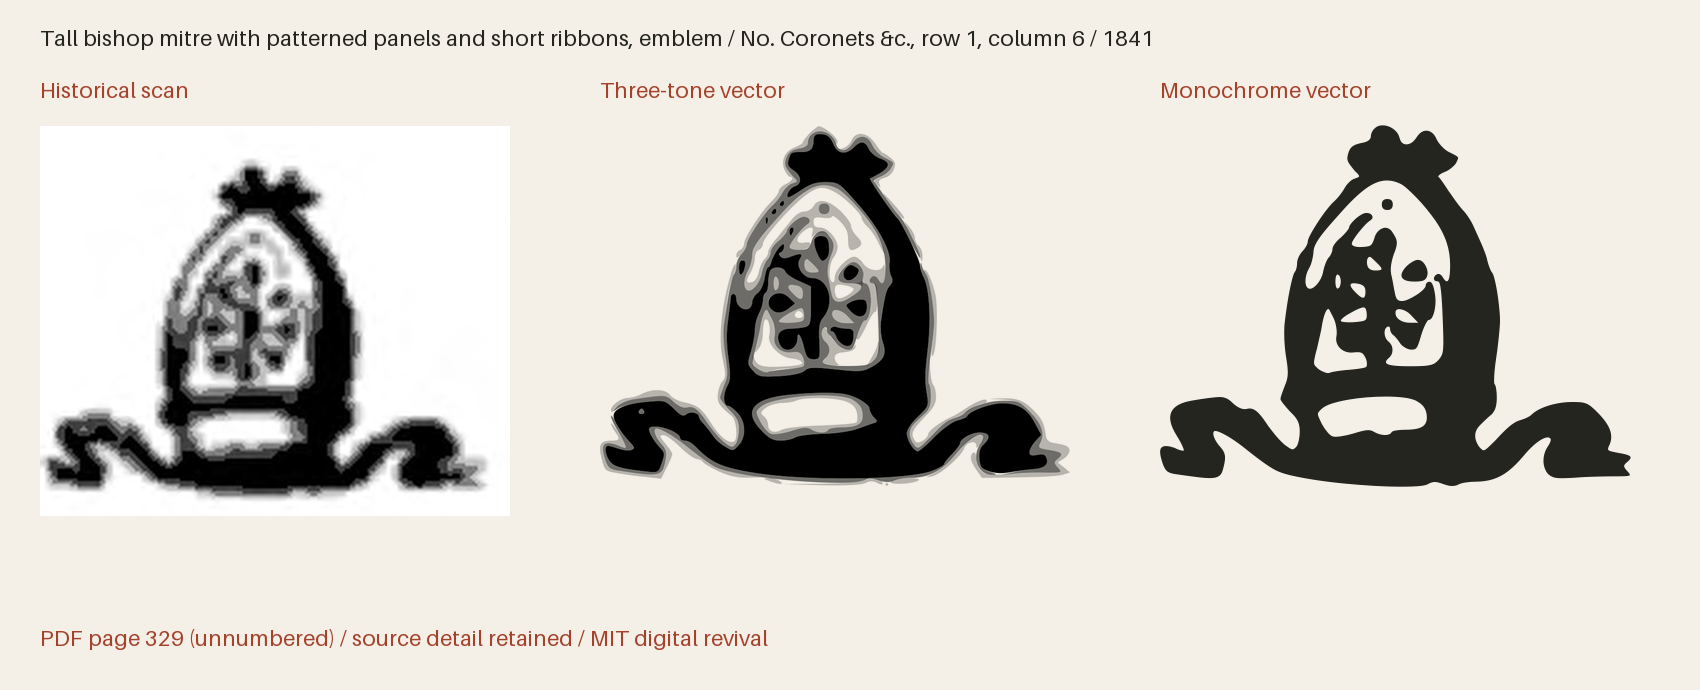 Tall bishop mitre with patterned panels and short ribbons, emblem / No. Coronets &c., row 1, column 6 / 1841
Historical scan
Three-tone vector
Monochrome vector
PDF page 329 (unnumbered) / source detail retained / MIT digital revival